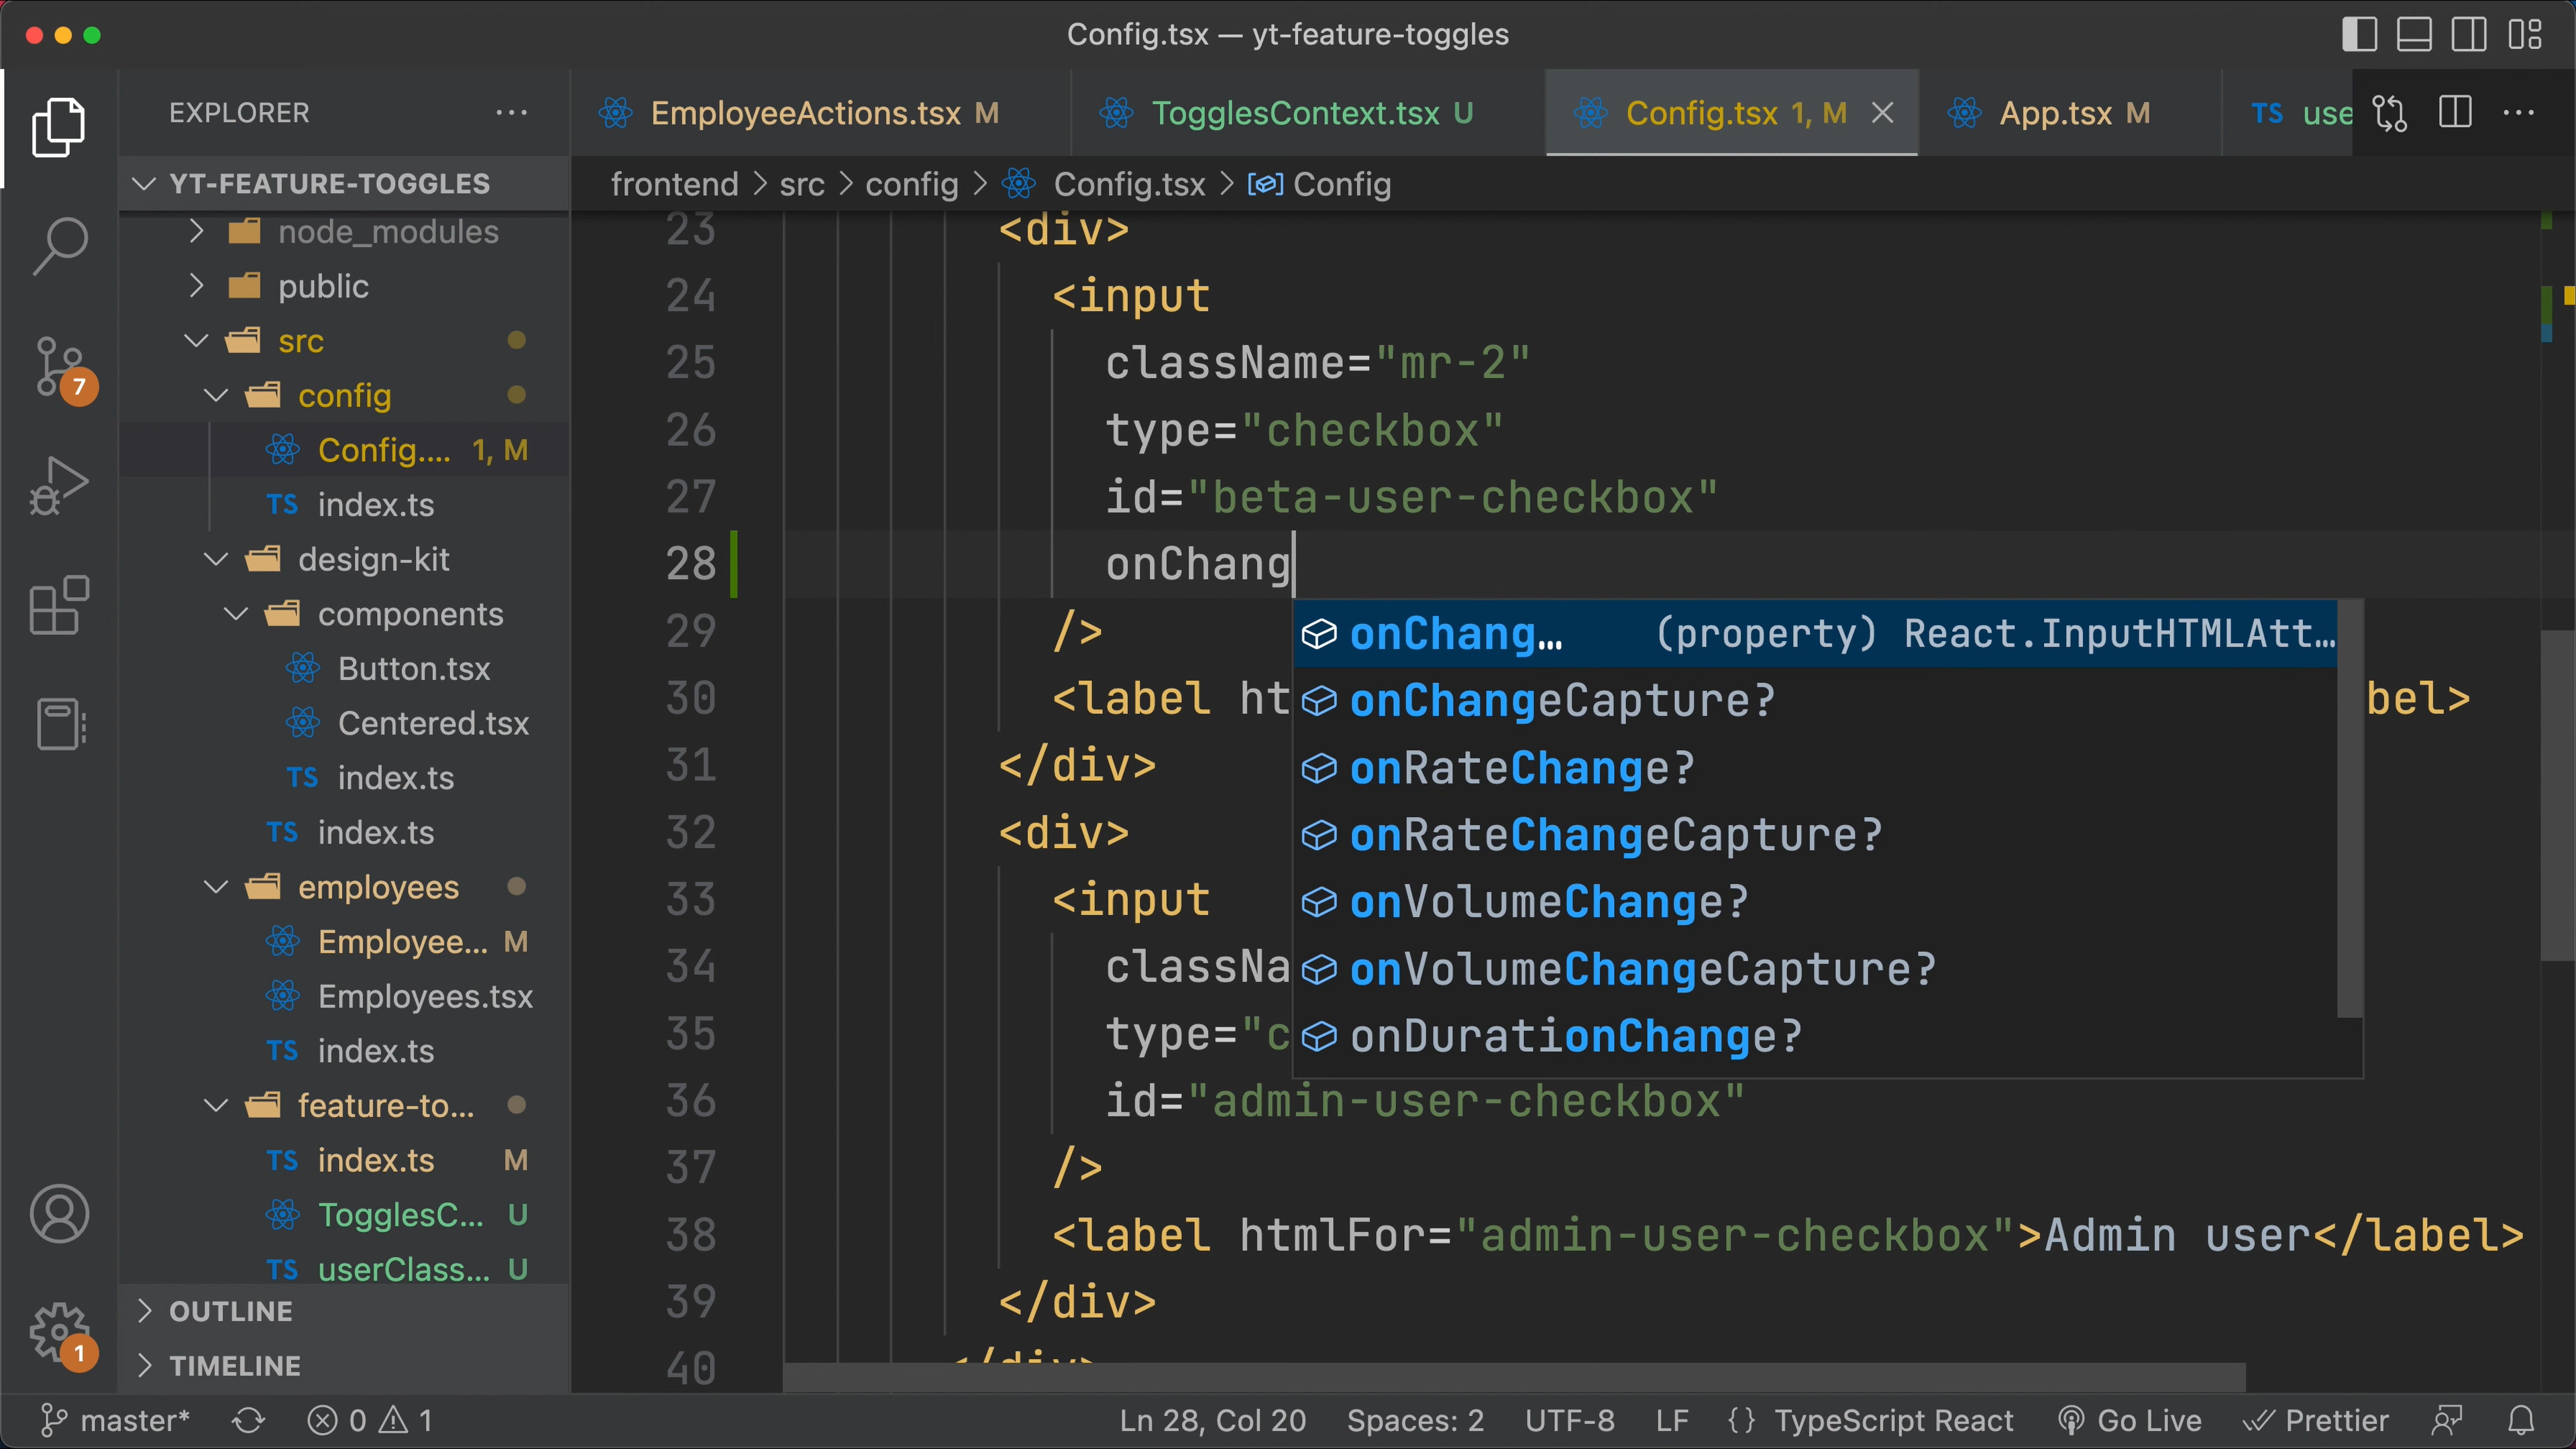 Config.tsx — yt-feature-toggles
EXPLORER
EmployeeActions.tsx M
TogglesContext.tsx U
Config.tsx 1, M
App.tsx M
TS use
YT-FEATURE-TOGGLES
frontend > src > config > Config.tsx > Config
node_modules
public
src
config
Config.... 1, M
TS index.ts
design-kit
components
Button.tsx
Centered.tsx
TS index.ts
TS index.ts
employees
Employee... M
Employees.tsx
TS index.ts
feature-to...
TS index.ts M
TogglesC... U
TS userClass... U
OUTLINE
TIMELINE
7
1
23 <div>
24 <input
25 className="mr-2"
26 type="checkbox"
27 id="beta-user-checkbox"
28 onChang
29 />
30 <label ht bel>
31 </div>
32 <div>
33 <input
34 classNa
35 type="c
36 id="admin-user-checkbox"
37 />
38 <label htmlFor="admin-user-checkbox">Admin user</label>
39 </div>
40 </div>
onChang… (property) React.InputHTMLAtt…
onChangeCapture?
onRateChange?
onRateChangeCapture?
onVolumeChange?
onVolumeChangeCapture?
onDurationChange?
master* 0 1 Ln 28, Col 20 Spaces: 2 UTF-8 LF {} TypeScript React Go Live Prettier